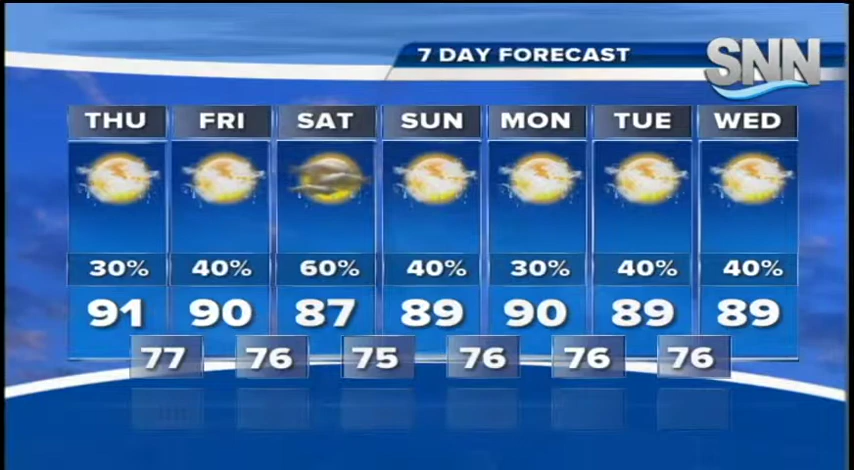 7 DAY FORECAST
SNN
THU FRI SAT SUN MON TUE WED
30% 40% 60% 40% 30% 40% 40%
91 90 87 89 90 89 89
77 76 75 76 76 76